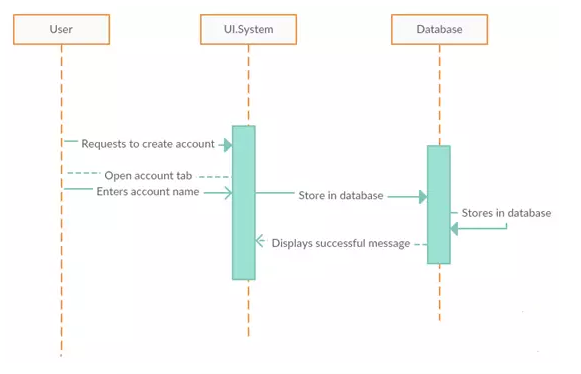 User
UI.System
Database
Requests to create account
Open account tab
Enters account name
Store in database
Stores in database
Displays successful message